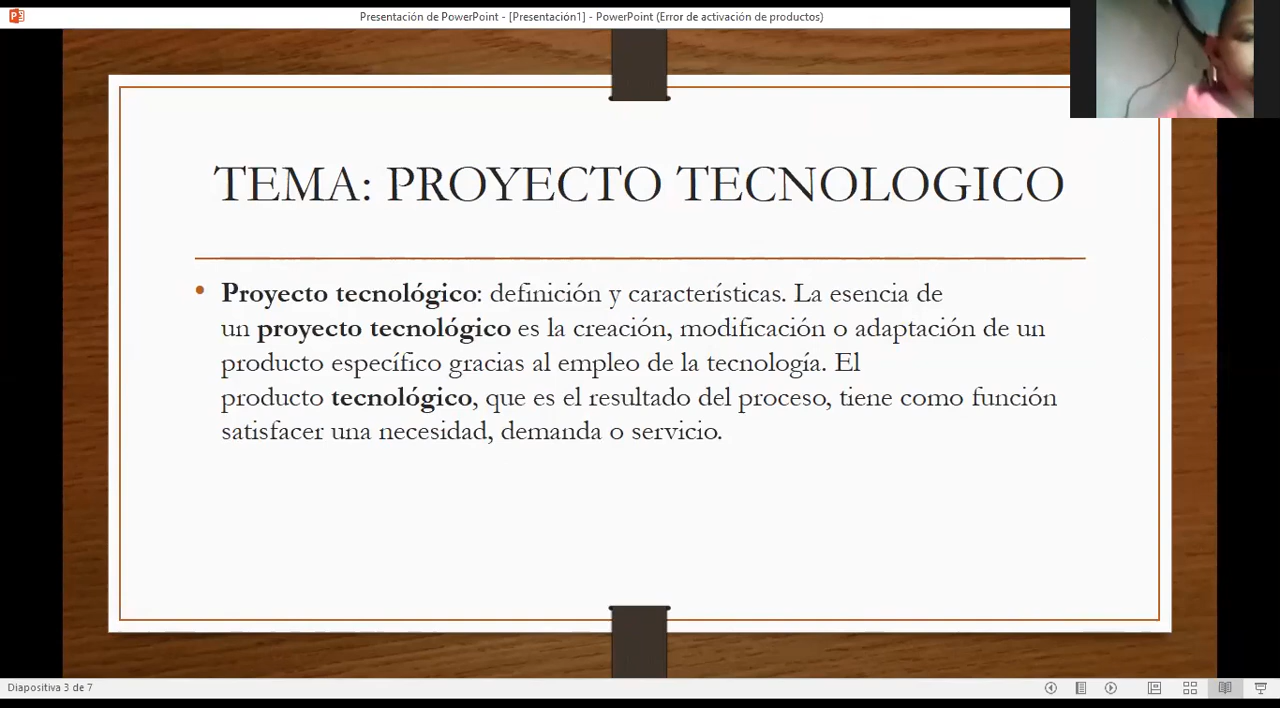 Presentación de PowerPoint - [Presentación1] - PowerPoint (Error de activación de productos)
TEMA: PROYECTO TECNOLOGICO
• Proyecto tecnológico: definición y características. La esencia de
un proyecto tecnológico es la creación, modificación o adaptación de un
producto específico gracias al empleo de la tecnología. El
producto tecnológico, que es el resultado del proceso, tiene como función
satisfacer una necesidad, demanda o servicio.
Diapositiva 3 de 7